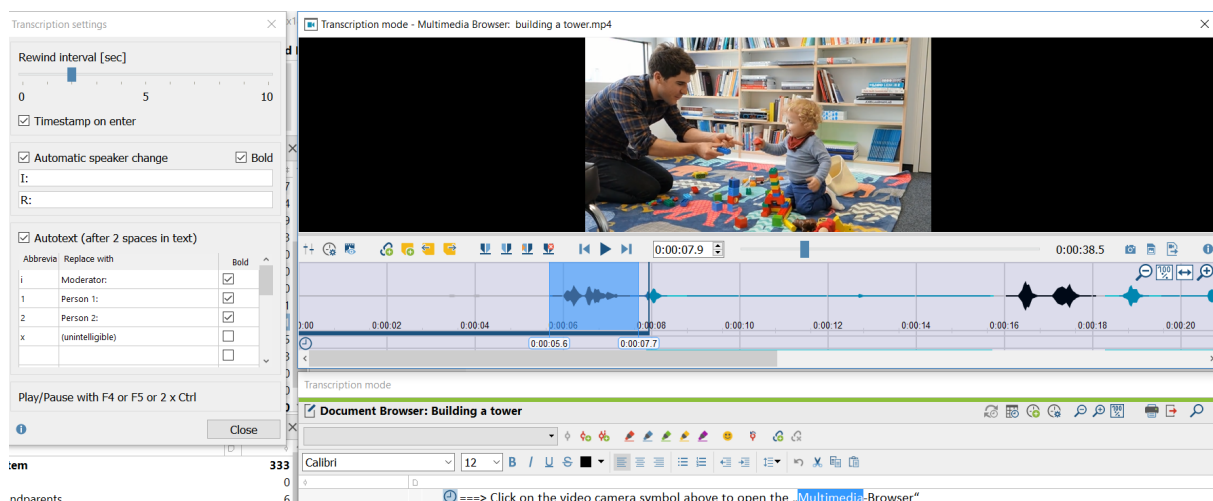 Transcription settings
Rewind interval [sec]
0 5 10
Timestamp on enter
Automatic speaker change Bold
I:
R:
Autotext (after 2 spaces in text)
Abbrevia Replace with Bold
i Moderator:
1 Person 1:
2 Person 2:
x (unintelligible)
Play/Pause with F4 or F5 or 2 x Ctrl
Close
tem 333
0
ndparents 6
Transcription mode - Multimedia Browser: building a tower.mp4
0:00:07.9 0:00:38.5
100 %
0:00 0:00:02 0:00:04 0:00:06 0:00:08 0:00:10 0:00:12 0:00:14 0:00:16 0:00:18 0:00:20
0:00:05.6 0:00:07.7
Transcription mode
Document Browser: Building a tower
Calibri 12 B I U S
===> Click on the video camera symbol above to open the „Multimedia-Browser“